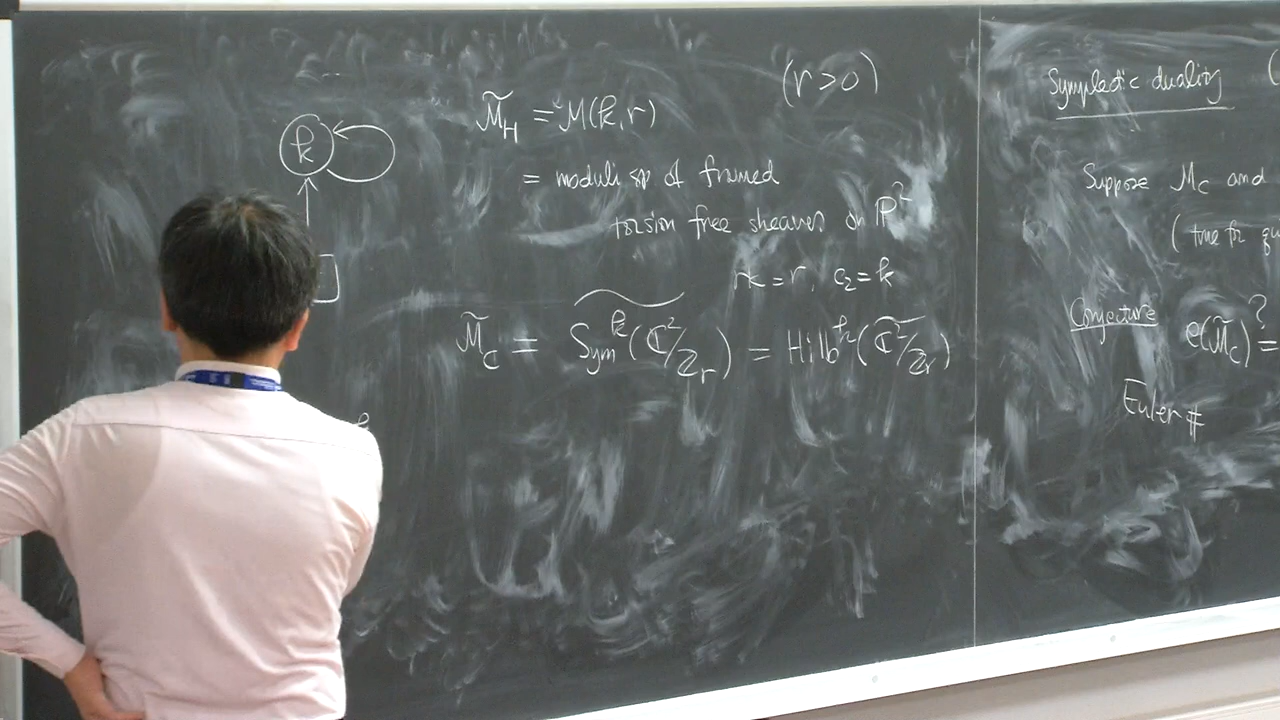 (r>0)
k
M̃_H = M(k,r)
= moduli sp of framed
torsion free sheaves on P²
rk = r, c₂ = k
M̃_C = Sym^k(ℂ²/ℤ_r) = Hilb^k(ℂ²/ℤ_r)
Symplectic duality (
Suppose M_C and
(true for qu
Conjecture e(M̃_C) ?=
Euler #